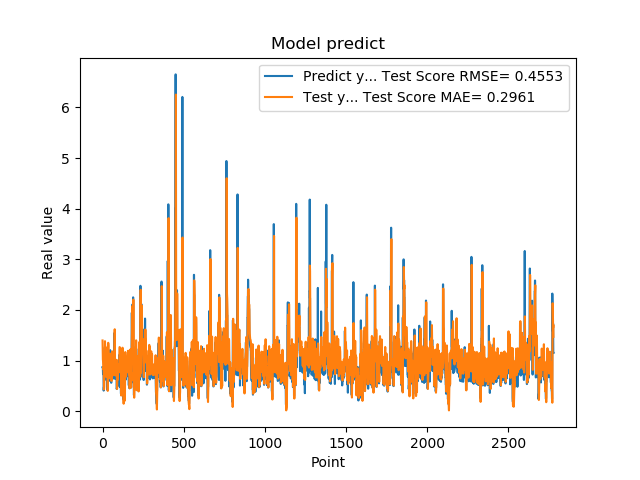 Model predict
Predict y... Test Score RMSE= 0.4553
Test y... Test Score MAE= 0.2961
Real value
6
5
4
3
2
1
0
0 500 1000 1500 2000 2500
Point